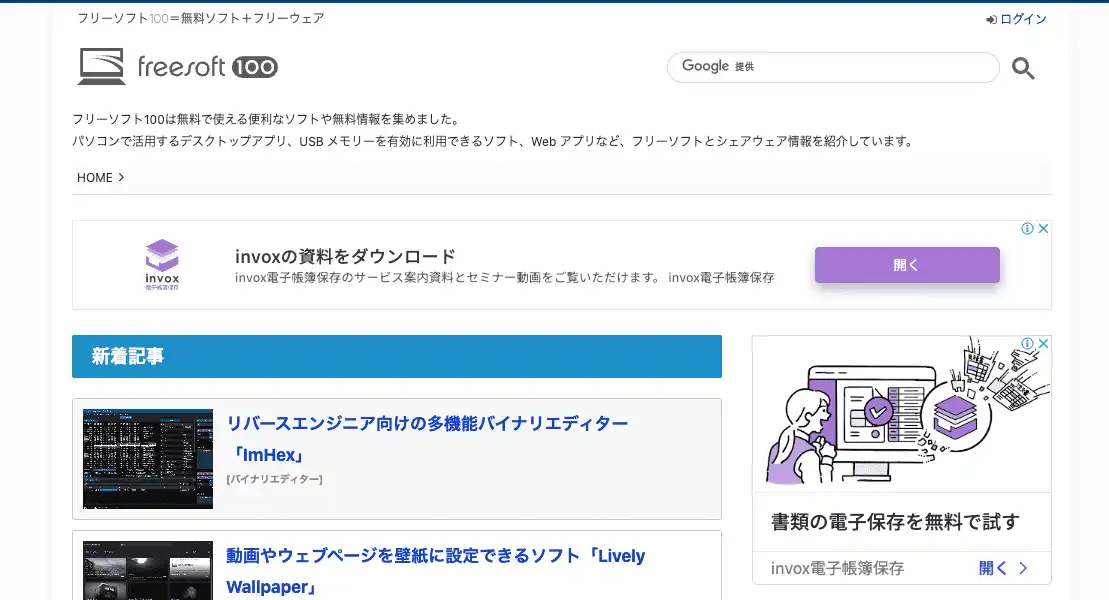 フリーソフト100=無料ソフト+フリーウェア
ログイン
freesoft 100
Google 提供
フリーソフト100は無料で使える便利なソフトや無料情報を集めました。
パソコンで活用するデスクトップアプリ、USB メモリーを有効に利用できるソフト、Web アプリなど、フリーソフトとシェアウェア情報を紹介しています。
HOME
invox
電子帳簿保存
invoxの資料をダウンロード
invox電子帳簿保存のサービス案内資料とセミナー動画をご覧いただけます。 invox電子帳簿保存
開く
新着記事
リバースエンジニア向けの多機能バイナリエディター
「ImHex」
[バイナリエディター]
動画やウェブページを壁紙に設定できるソフト「Lively
Wallpaper」
書類の電子保存を無料で試す
invox電子帳簿保存
開く